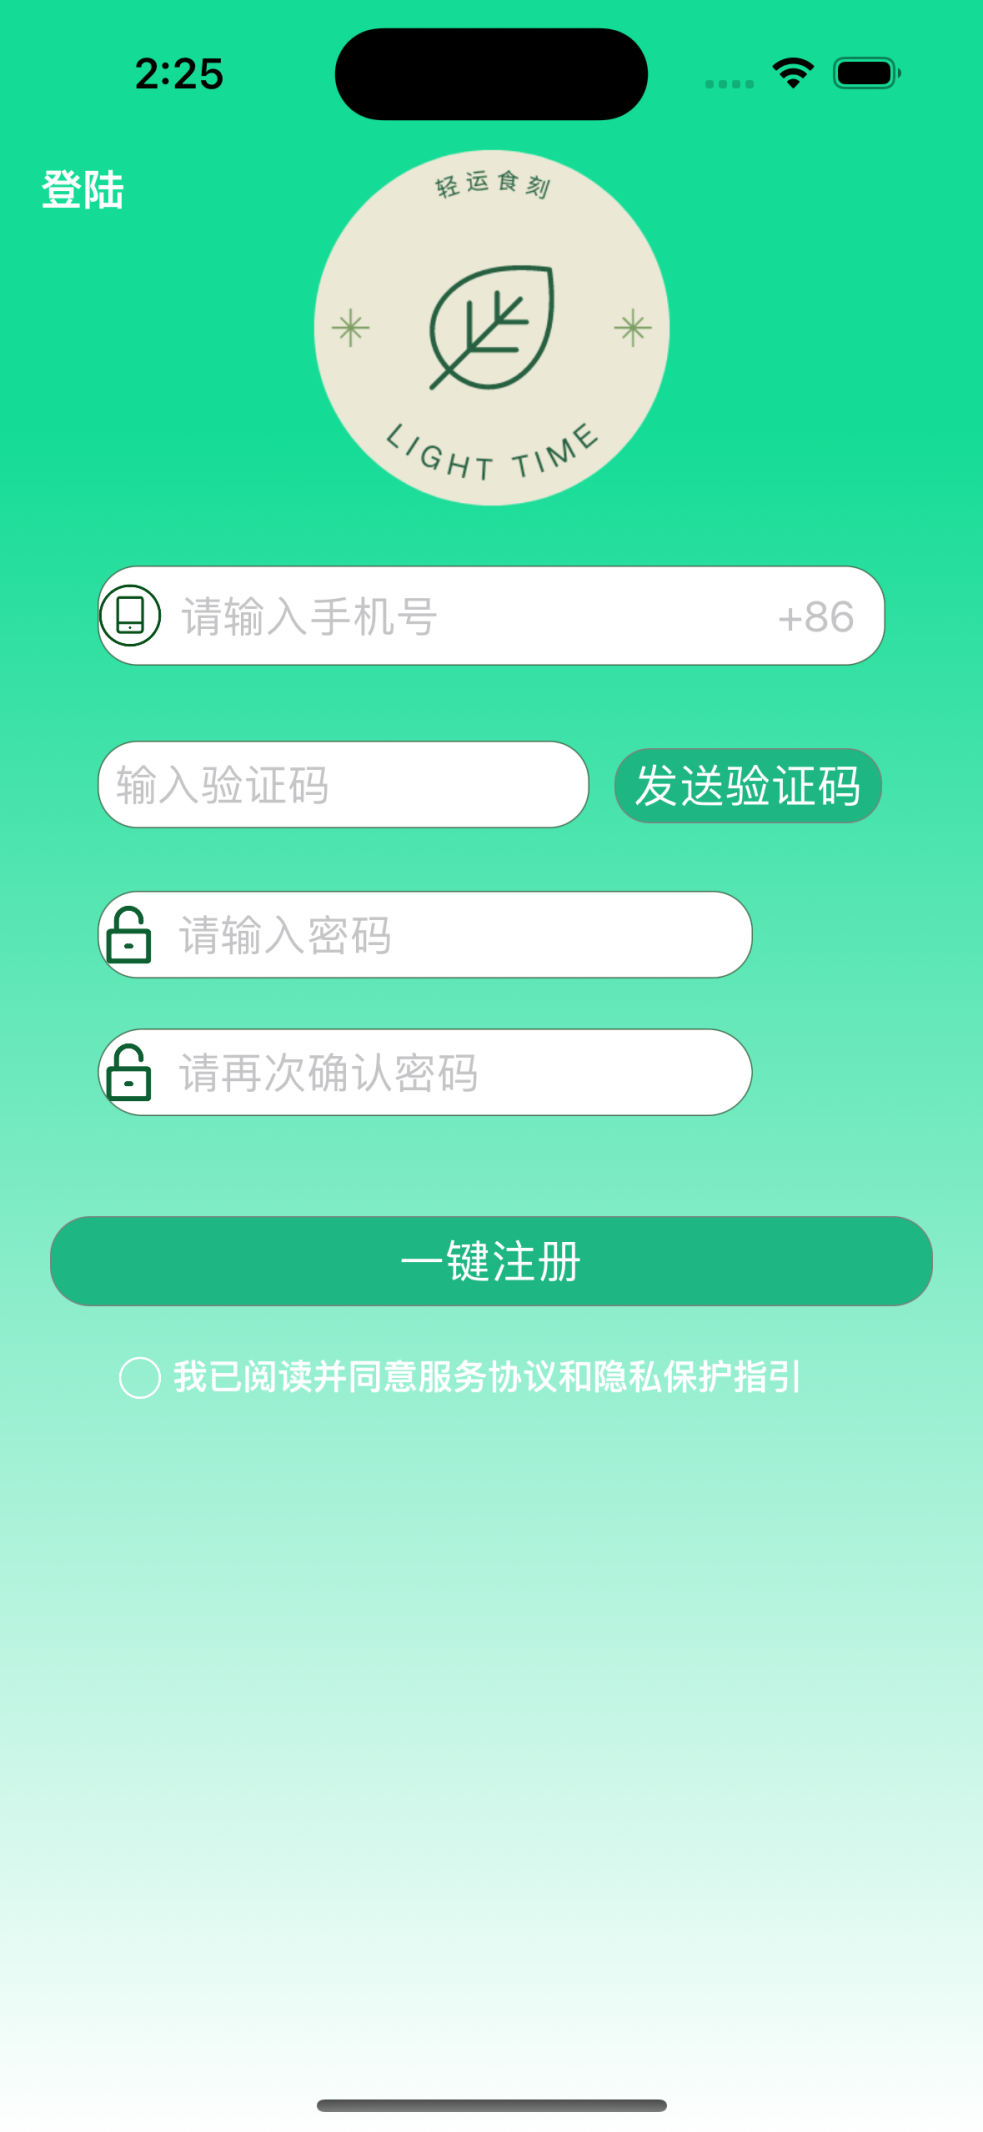 2:25
登陆
轻运食刻
LIGHT TIME
请输入手机号 +86
输入验证码 发送验证码
请输入密码
请再次确认密码
一键注册
我已阅读并同意服务协议和隐私保护指引